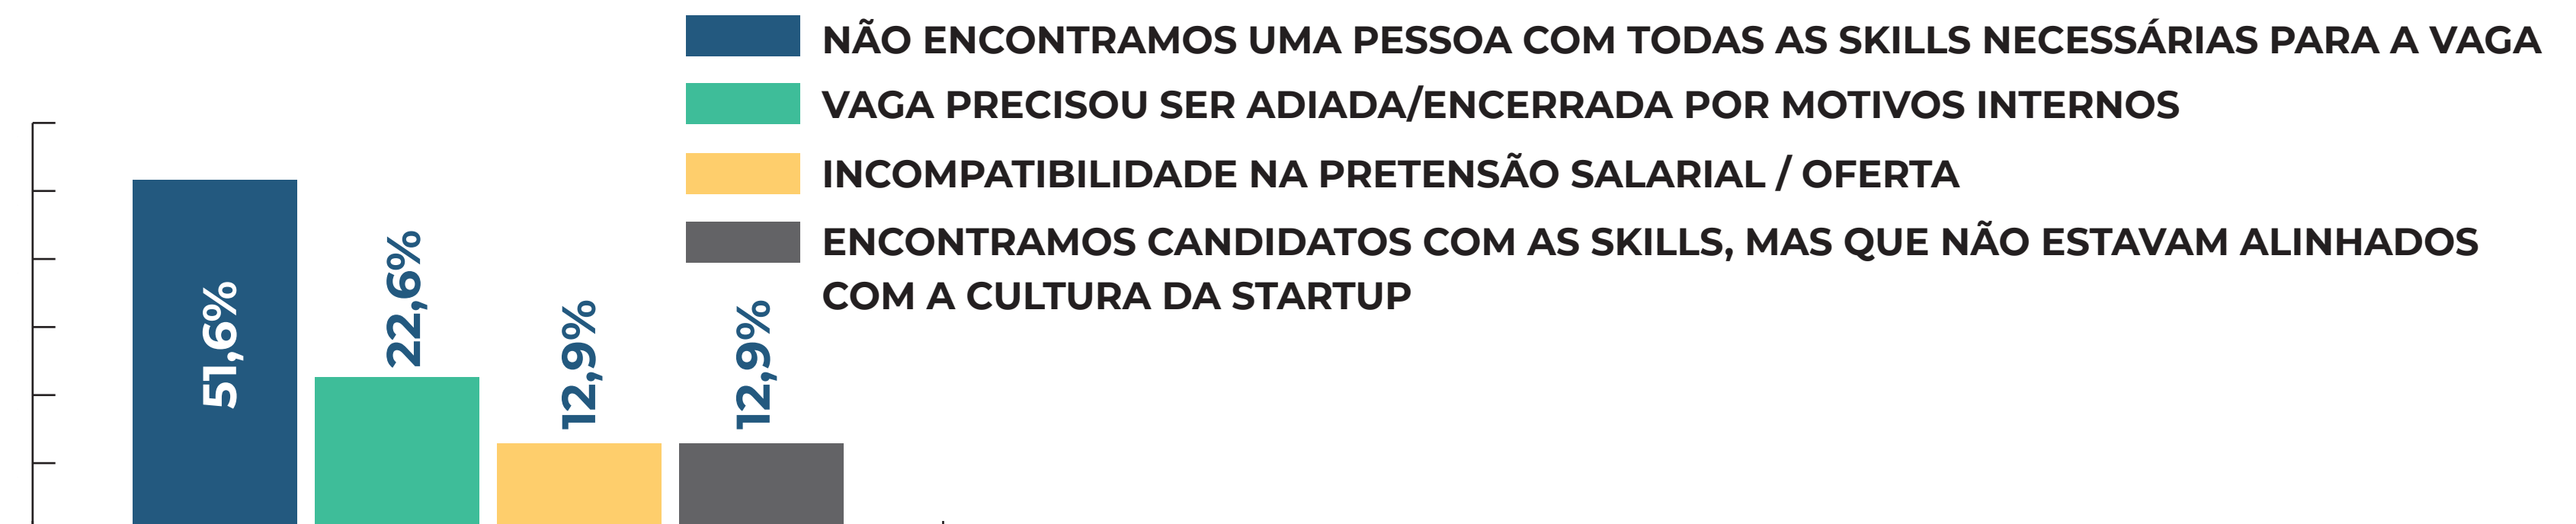 NÃO ENCONTRAMOS UMA PESSOA COM TODAS AS SKILLS NECESSÁRIAS PARA A VAGA
VAGA PRECISOU SER ADIADA/ENCERRADA POR MOTIVOS INTERNOS
INCOMPATIBILIDADE NA PRETENSÃO SALARIAL / OFERTA
ENCONTRAMOS CANDIDATOS COM AS SKILLS, MAS QUE NÃO ESTAVAM ALINHADOS
COM A CULTURA DA STARTUP
51,6%
22,6%
12,9%
12,9%